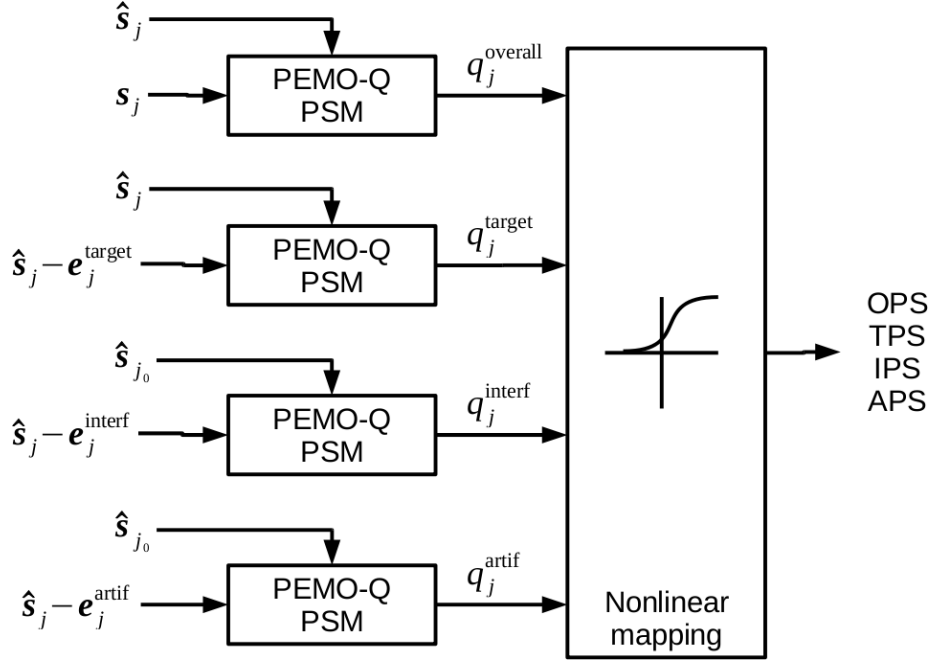 ŝ_j
s_j
PEMO-Q
PSM
q_j^overall
ŝ_j
ŝ_j − e_j^target
PEMO-Q
PSM
q_j^target
ŝ_j₀
ŝ_j − e_j^interf
PEMO-Q
PSM
q_j^interf
ŝ_j₀
ŝ_j − e_j^artif
PEMO-Q
PSM
q_j^artif
Nonlinear
mapping
OPS
TPS
IPS
APS